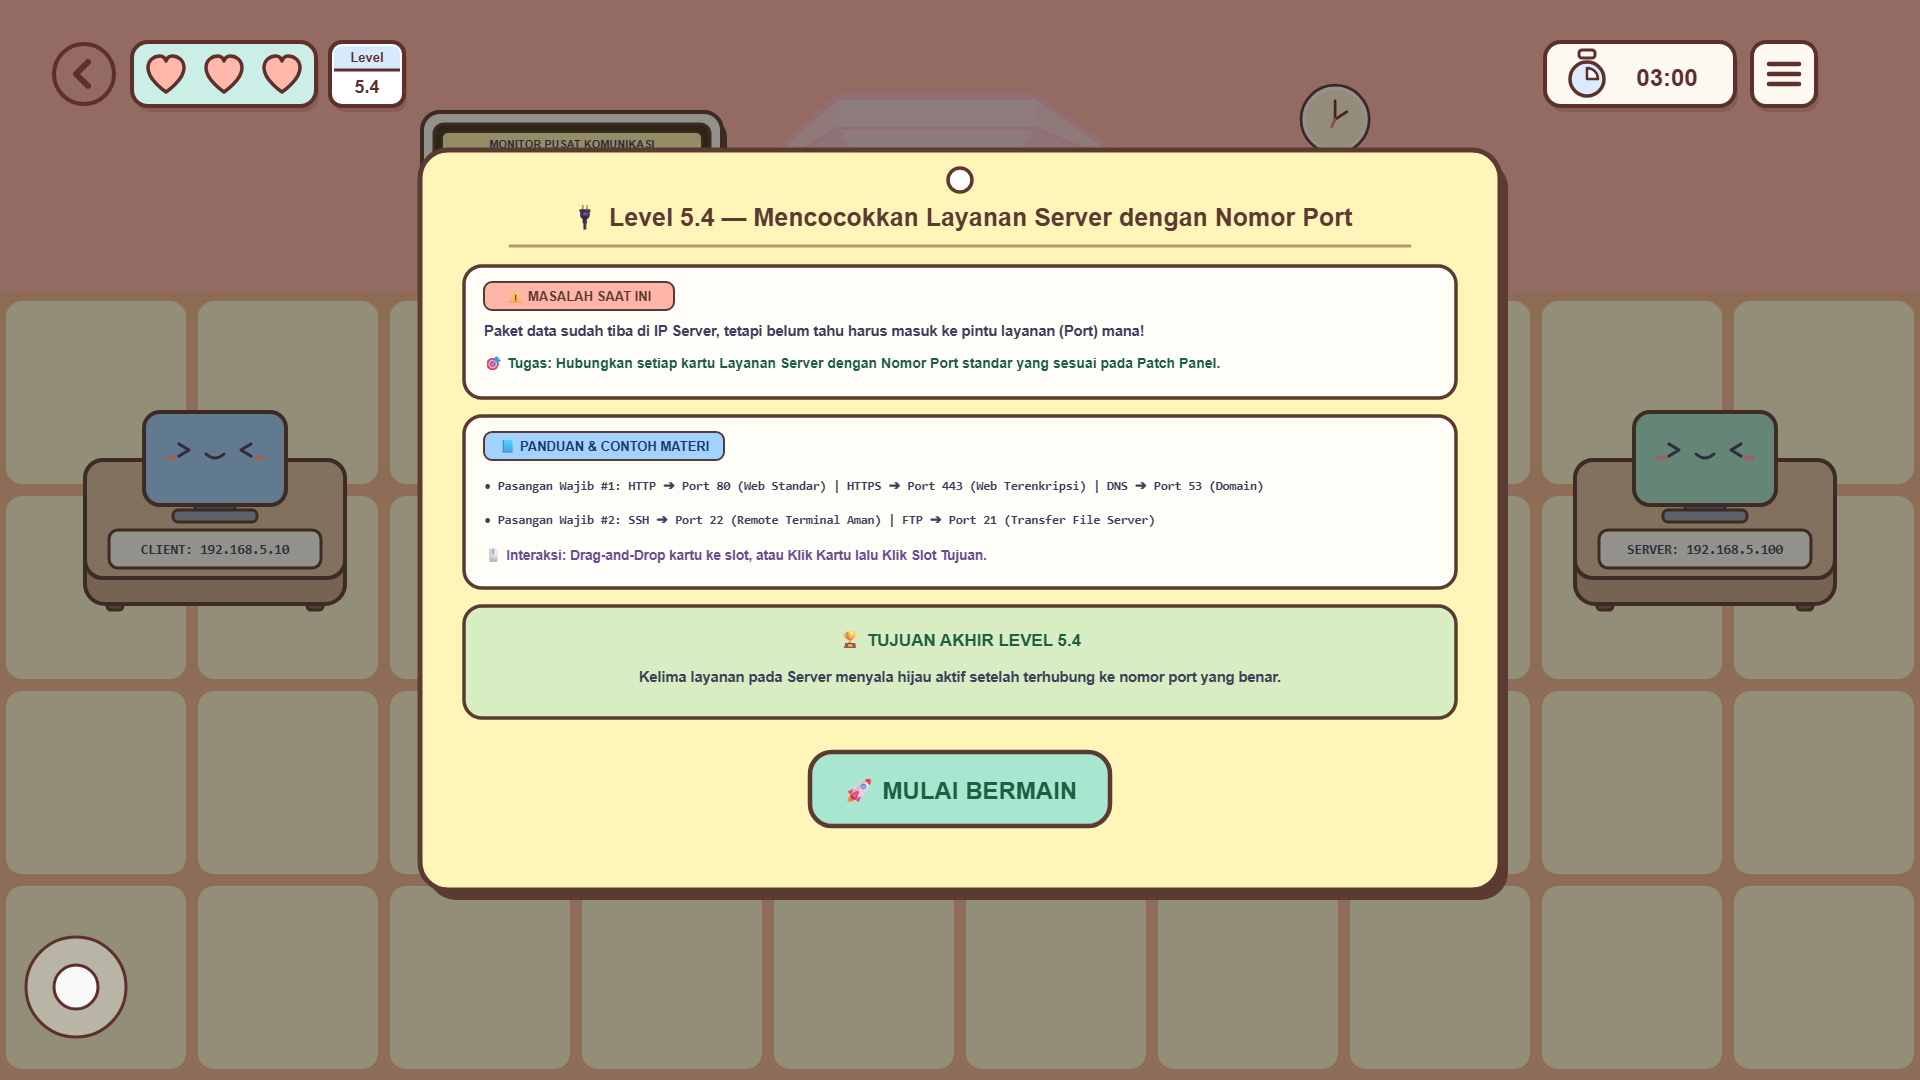 Level
5.4
03:00
MONITOR PUSAT KOMUNIKASI
🔌 Level 5.4 — Mencocokkan Layanan Server dengan Nomor Port
⚠️ MASALAH SAAT INI
Paket data sudah tiba di IP Server, tetapi belum tahu harus masuk ke pintu layanan (Port) mana!
🎯 Tugas: Hubungkan setiap kartu Layanan Server dengan Nomor Port standar yang sesuai pada Patch Panel.
📘 PANDUAN & CONTOH MATERI
• Pasangan Wajib #1: HTTP ➔ Port 80 (Web Standar) | HTTPS ➔ Port 443 (Web Terenkripsi) | DNS ➔ Port 53 (Domain)
• Pasangan Wajib #2: SSH ➔ Port 22 (Remote Terminal Aman) | FTP ➔ Port 21 (Transfer File Server)
🖱️ Interaksi: Drag-and-Drop kartu ke slot, atau Klik Kartu lalu Klik Slot Tujuan.
CLIENT: 192.168.5.10
SERVER: 192.168.5.100
🏆 TUJUAN AKHIR LEVEL 5.4
Kelima layanan pada Server menyala hijau aktif setelah terhubung ke nomor port yang benar.
🚀 MULAI BERMAIN